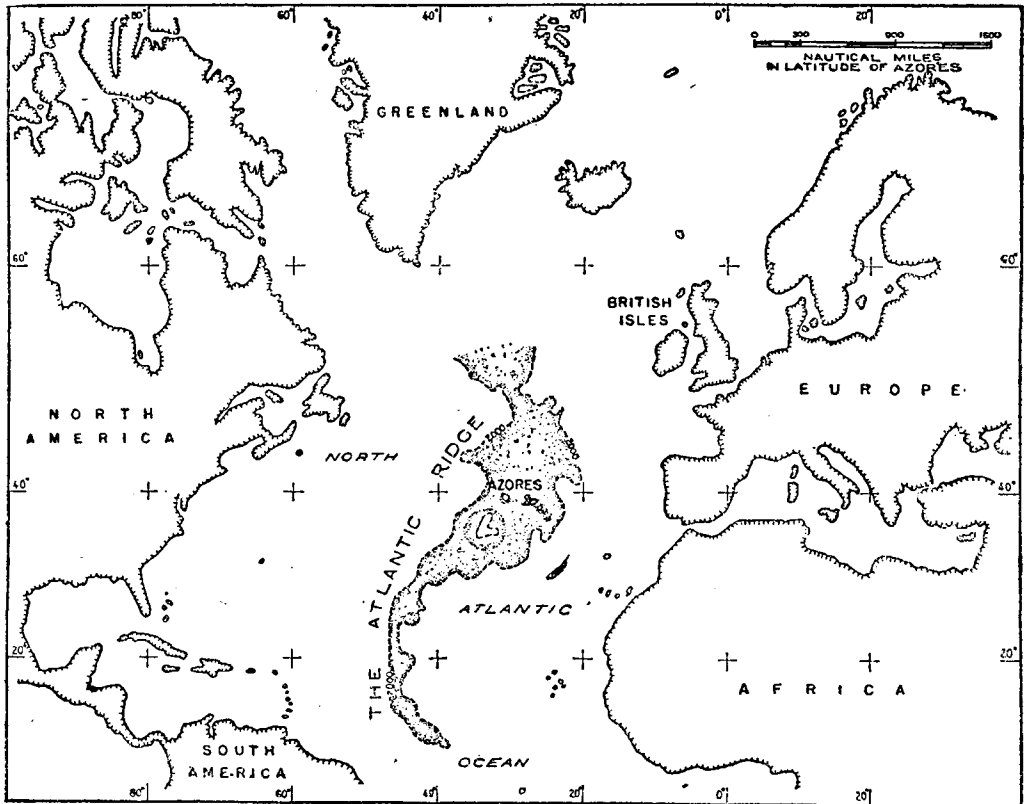 80° 60° 40° 20° 0° 20°
0 300 900 1500
NAUTICAL MILES
IN LATITUDE OF AZORES
GREENLAND
60° 60°
BRITISH
ISLES
EUROPE
NORTH
AMERICA
NORTH
THE ATLANTIC RIDGE
AZORES
40° 40°
ATLANTIC
20° 20°
AFRICA
SOUTH
AMERICA
OCEAN
80° 60° 40° 20° 0° 20°